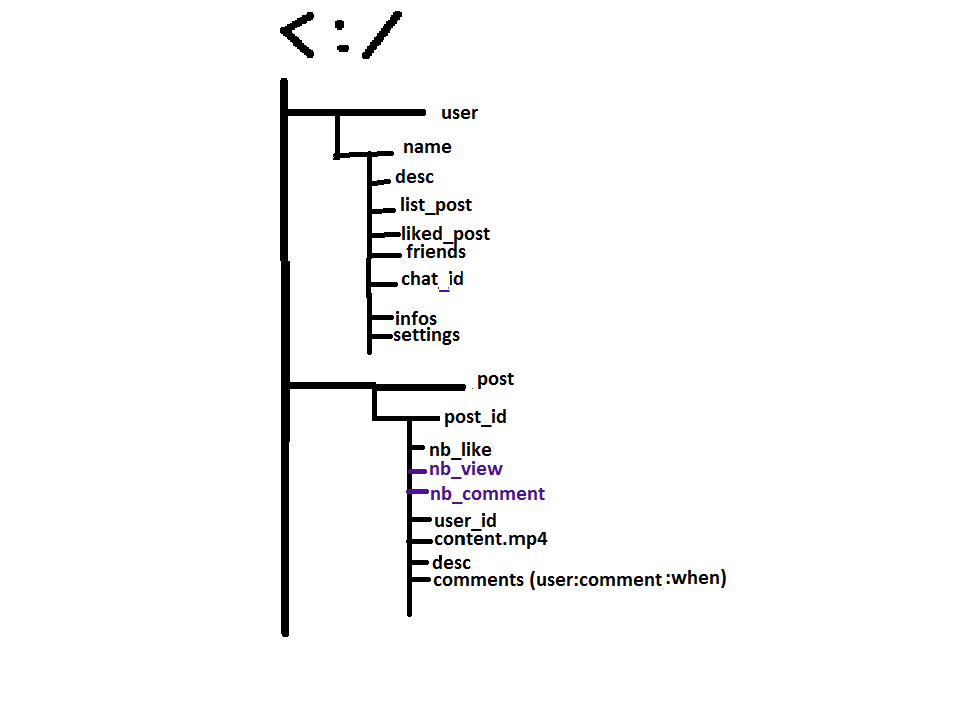 <:/
user
name
desc
list_post
liked_post
friends
chat_id
infos
settings
post
post_id
nb_like
nb_view
nb_comment
user_id
content.mp4
desc
comments (user:comment :when)